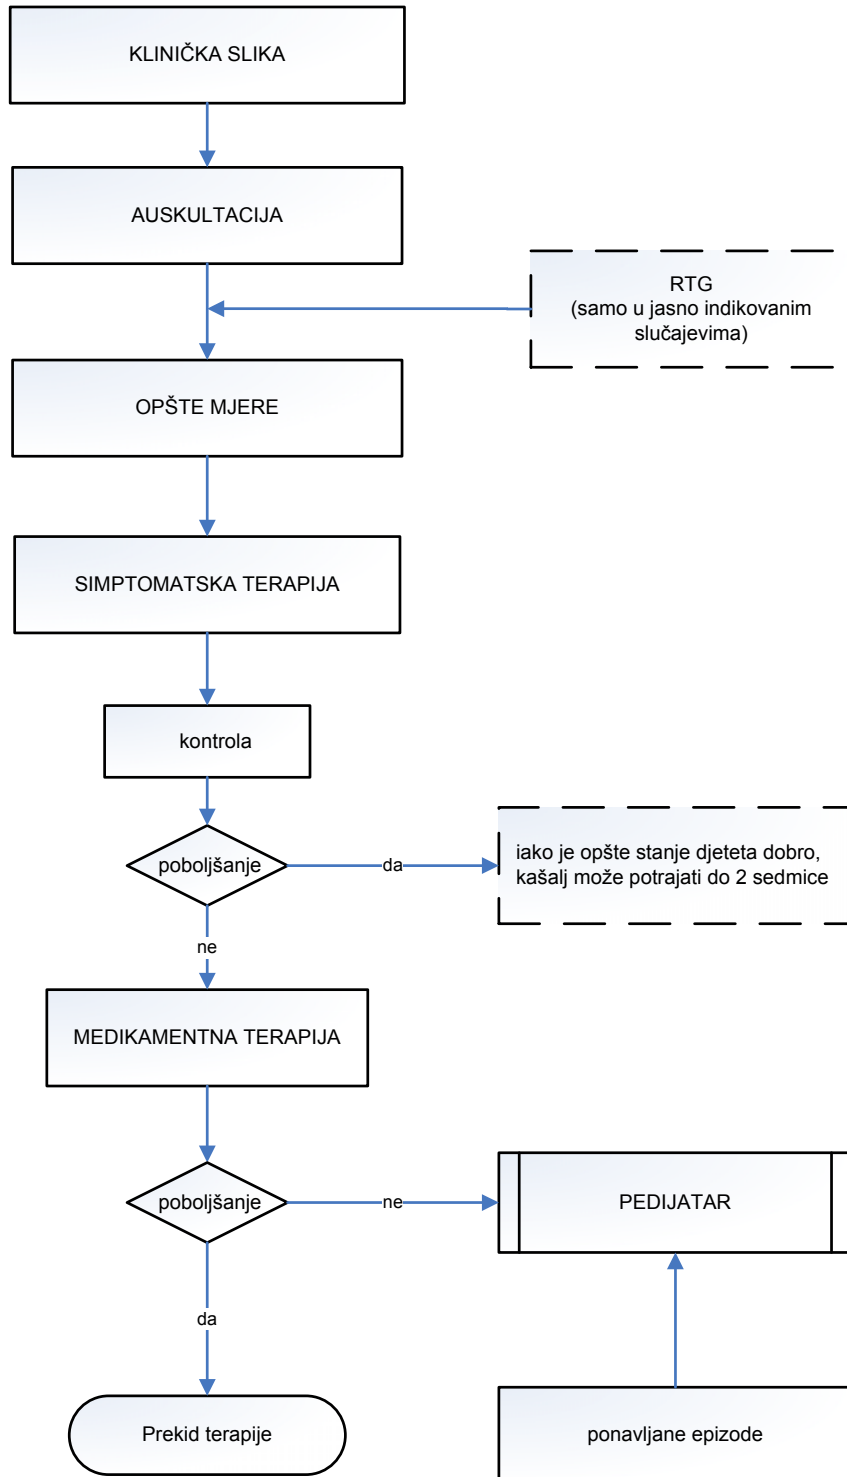 KLINIČKA SLIKA
AUSKULTACIJA
RTG
(samo u jasno indikovanim
slučajevima)
OPŠTE MJERE
SIMPTOMATSKA TERAPIJA
kontrola
poboljšanje
da
iako je opšte stanje djeteta dobro,
kašalj može potrajati do 2 sedmice
ne
MEDIKAMENTNA TERAPIJA
poboljšanje
ne
PEDIJATAR
da
Prekid terapije
ponavljane epizode